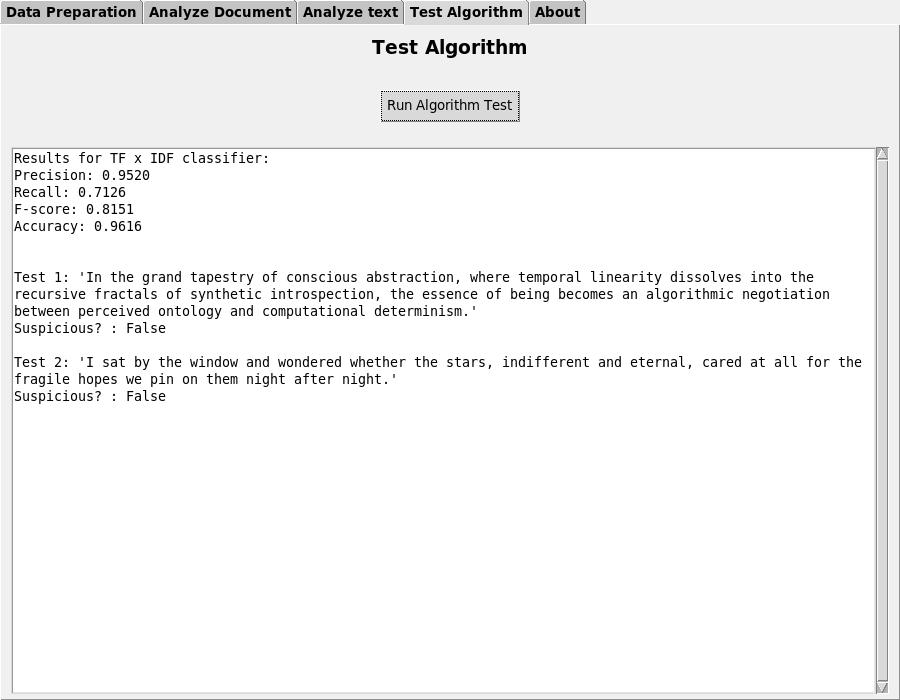 Data Preparation Analyze Document Analyze text Test Algorithm About
Test Algorithm
Run Algorithm Test
Results for TF x IDF classifier:
Precision: 0.9520
Recall: 0.7126
F-score: 0.8151
Accuracy: 0.9616
Test 1: 'In the grand tapestry of conscious abstraction, where temporal linearity dissolves into the
recursive fractals of synthetic introspection, the essence of being becomes an algorithmic negotiation
between perceived ontology and computational determinism.'
Suspicious? : False
Test 2: 'I sat by the window and wondered whether the stars, indifferent and eternal, cared at all for the
fragile hopes we pin on them night after night.'
Suspicious? : False